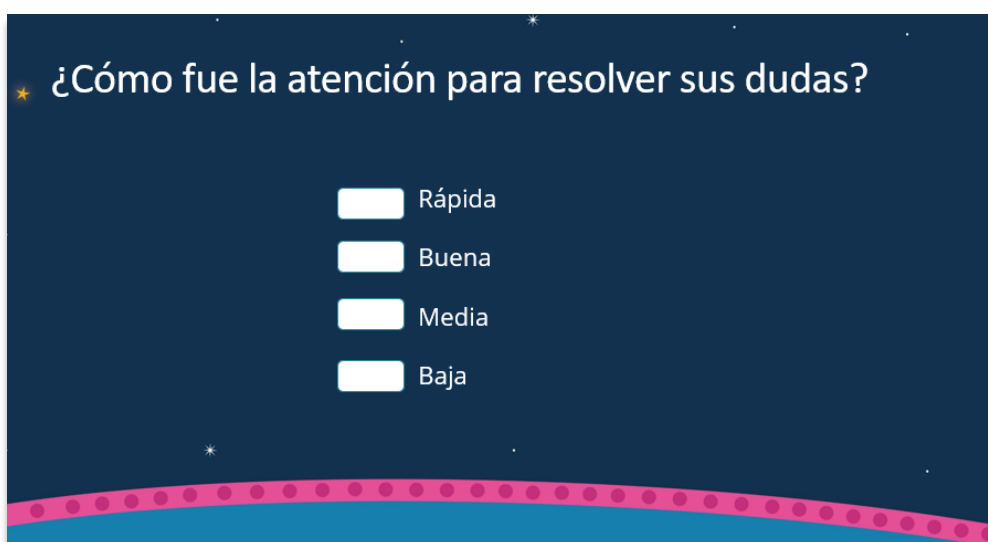 ¿Cómo fue la atención para resolver sus dudas?
Rápida
Buena
Media
Baja